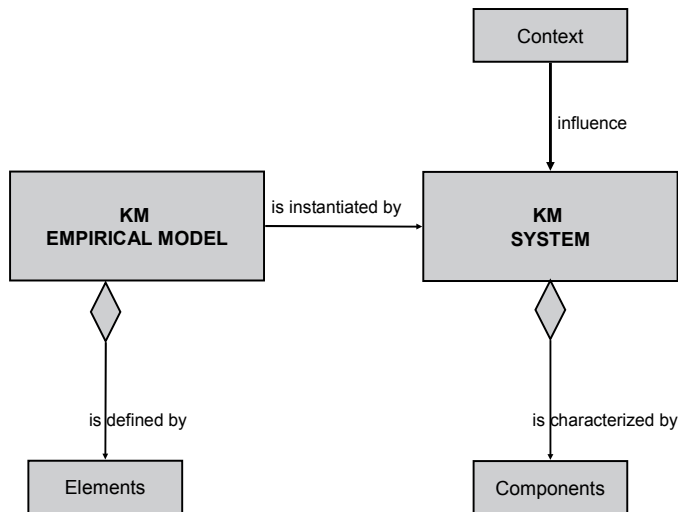 Context
influence
KM
EMPIRICAL MODEL
is instantiated by
KM
SYSTEM
is defined by
is characterized by
Elements
Components